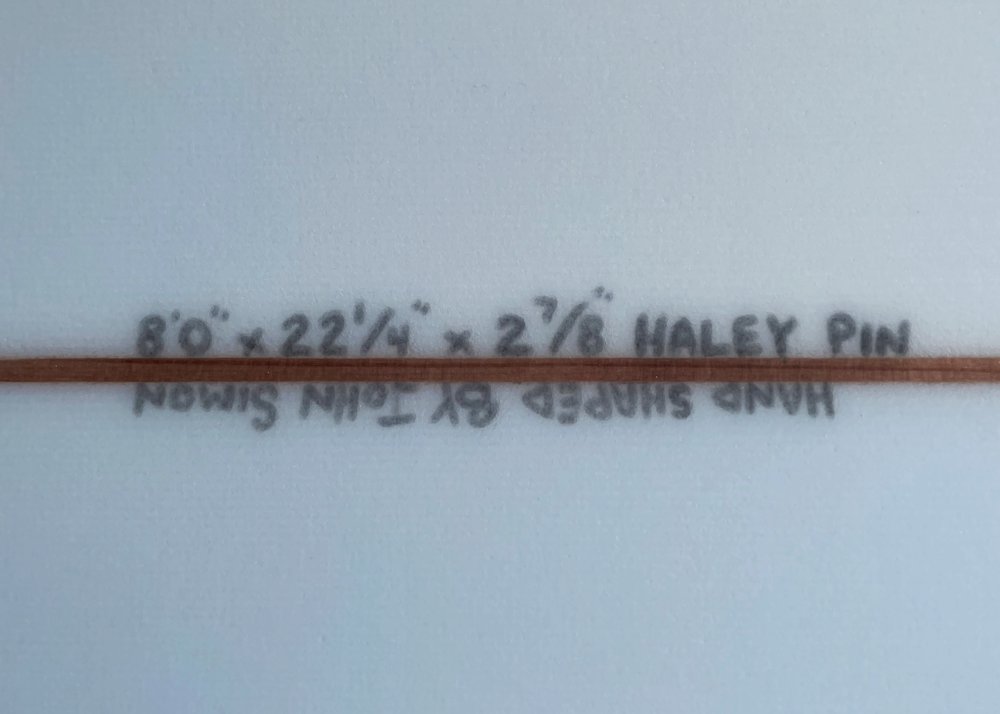 8'0" x 22 1/4" x 2 7/8" HALEY PIN
HAND SHAPED BY JOHN SIMON